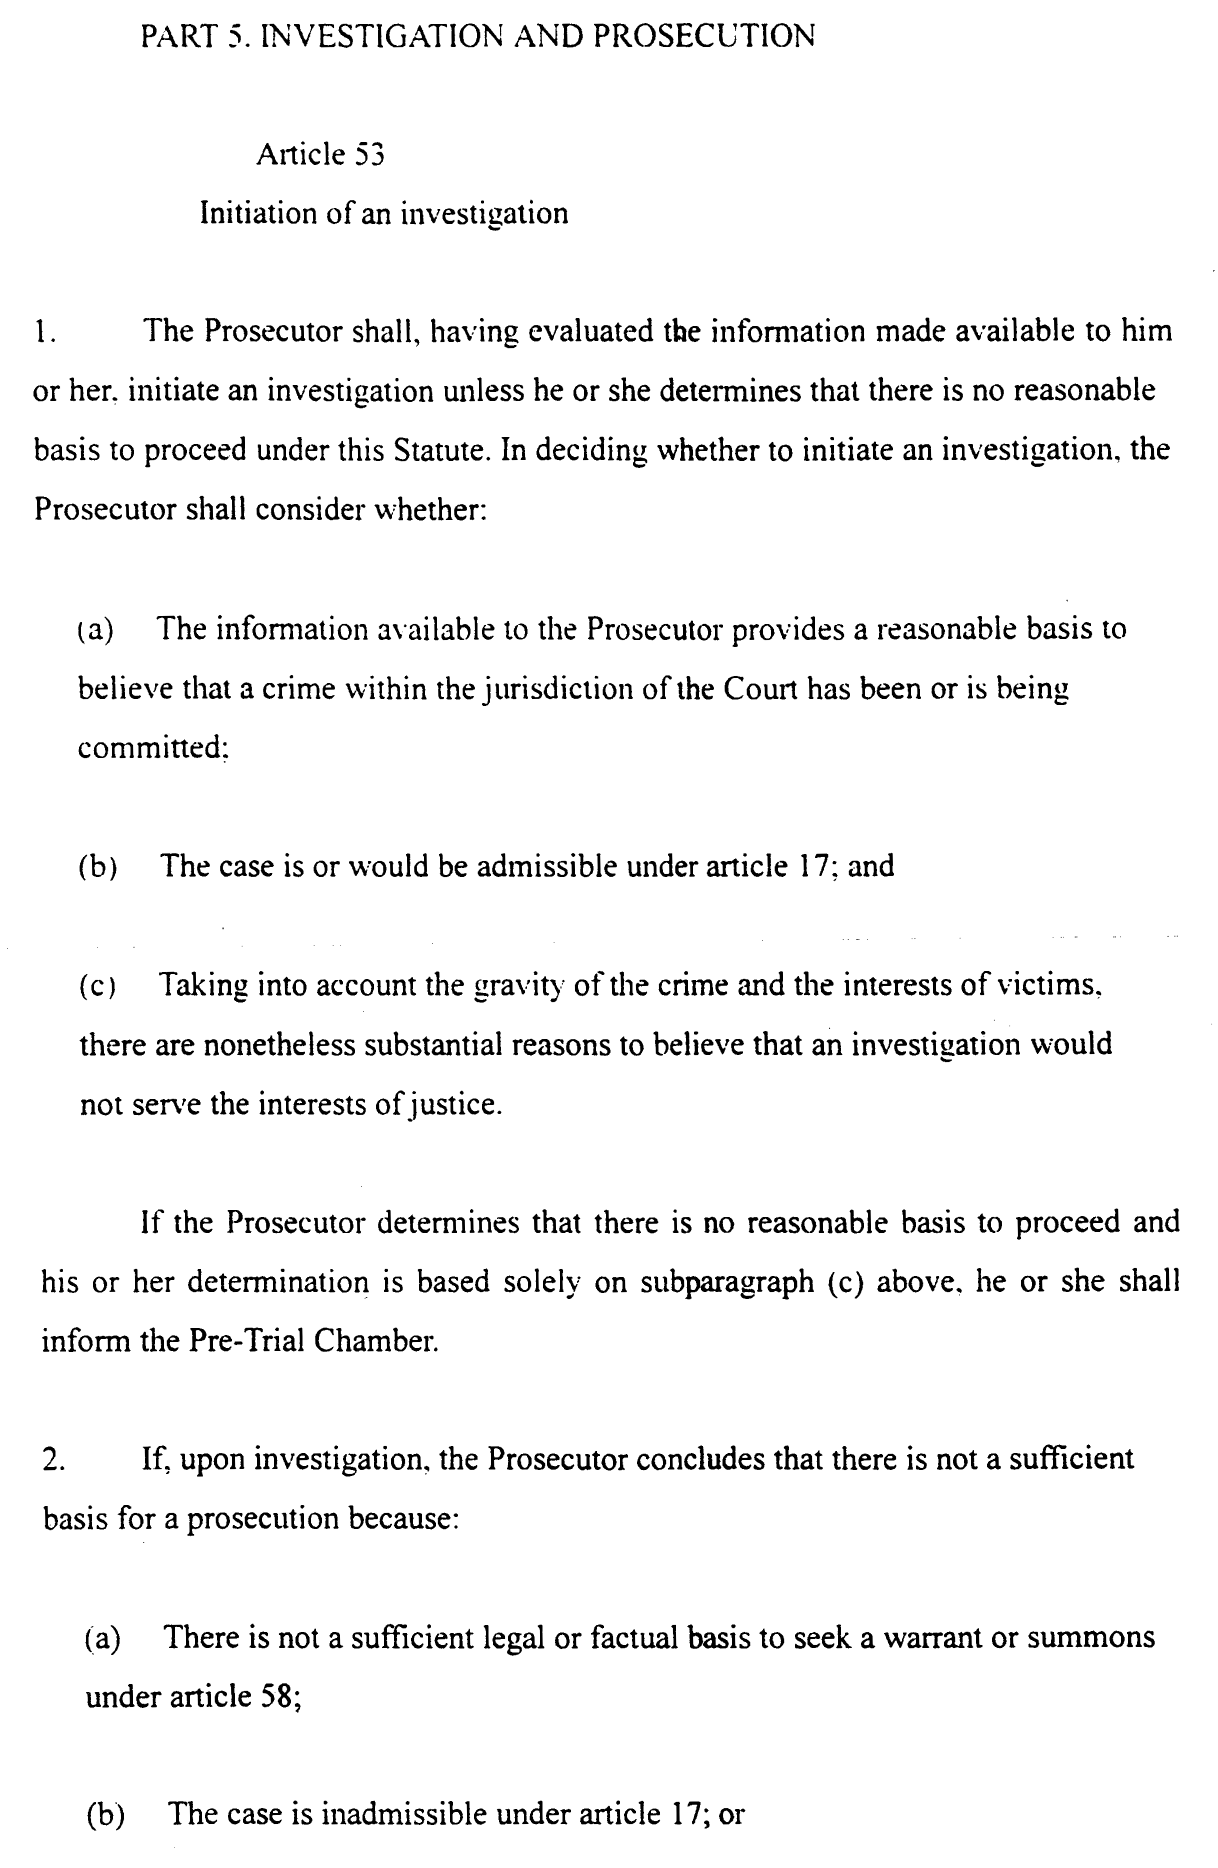 PART 5. INVESTIGATION AND PROSECUTION
Article 53
Initiation of an investigation
1. The Prosecutor shall, having evaluated the information made available to him
or her, initiate an investigation unless he or she determines that there is no reasonable
basis to proceed under this Statute. In deciding whether to initiate an investigation, the
Prosecutor shall consider whether:
(a) The information available to the Prosecutor provides a reasonable basis to
believe that a crime within the jurisdiction of the Court has been or is being
committed;
(b) The case is or would be admissible under article 17; and
(c) Taking into account the gravity of the crime and the interests of victims,
there are nonetheless substantial reasons to believe that an investigation would
not serve the interests of justice.
If the Prosecutor determines that there is no reasonable basis to proceed and
his or her determination is based solely on subparagraph (c) above, he or she shall
inform the Pre-Trial Chamber.
2. If, upon investigation, the Prosecutor concludes that there is not a sufficient
basis for a prosecution because:
(a) There is not a sufficient legal or factual basis to seek a warrant or summons
under article 58;
(b) The case is inadmissible under article 17; or